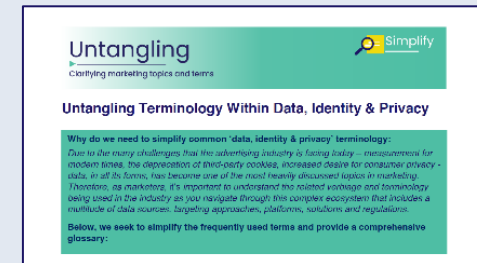 Untangling
Clarifying marketing topics and terms
Simplify
Untangling Terminology Within Data, Identity & Privacy
Why do we need to simplify common 'data, identity & privacy' terminology:
Due to the many challenges that the advertising industry is facing today – measurement for
modern times, the deprecation of third-party cookies, increased desire for consumer privacy -
data, in all its forms, has become one of the most heavily discussed topics in marketing.
Therefore, as marketers, it's important to understand the related verbiage and terminology
being used in the industry as you navigate through this complex ecosystem that includes a
multitude of data sources, targeting approaches, platforms, solutions and regulations.
Below, we seek to simplify the frequently used terms and provide a comprehensive
glossary: